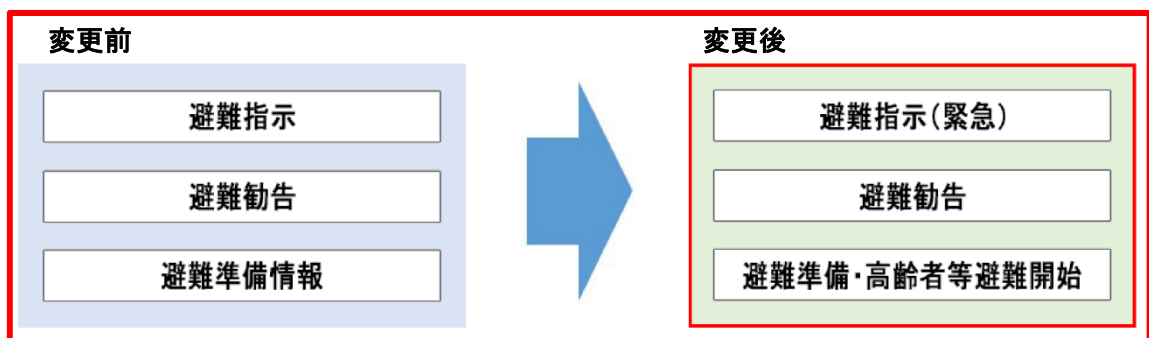 変更前
避難指示
避難勧告
避難準備情報
変更後
避難指示(緊急)
避難勧告
避難準備・高齢者等避難開始